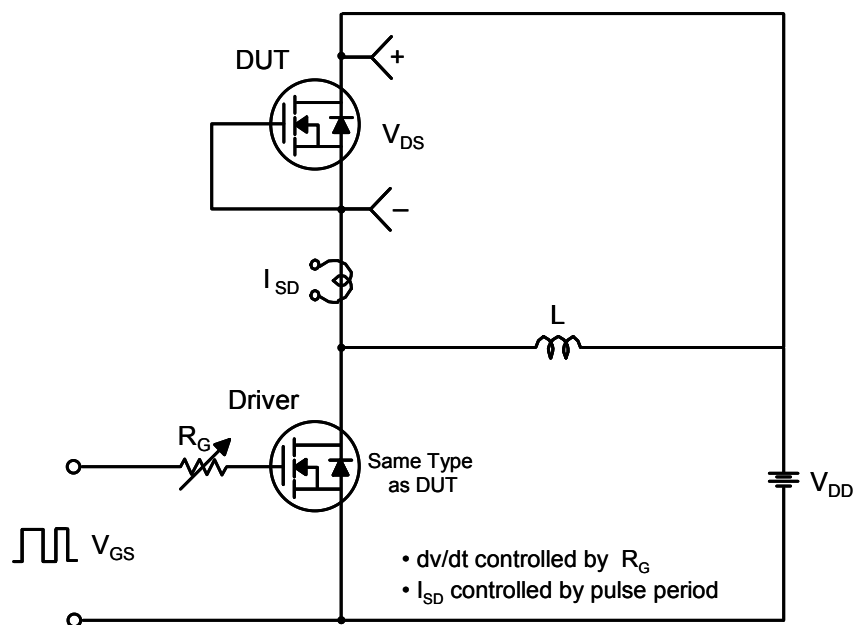 DUT
+
V_DS
−
I_SD
L
Driver
R_G
Same Type
as DUT
V_DD
V_GS
• dv/dt controlled by R_G
• I_SD controlled by pulse period